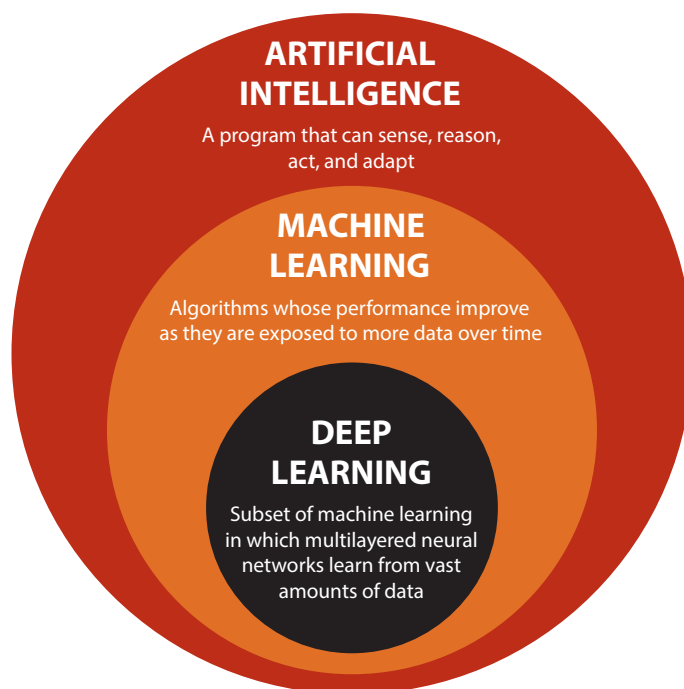 ARTIFICIAL
INTELLIGENCE
A program that can sense, reason,
act, and adapt
MACHINE
LEARNING
Algorithms whose performance improve
as they are exposed to more data over time
DEEP
LEARNING
Subset of machine learning
in which multilayered neural
networks learn from vast
amounts of data